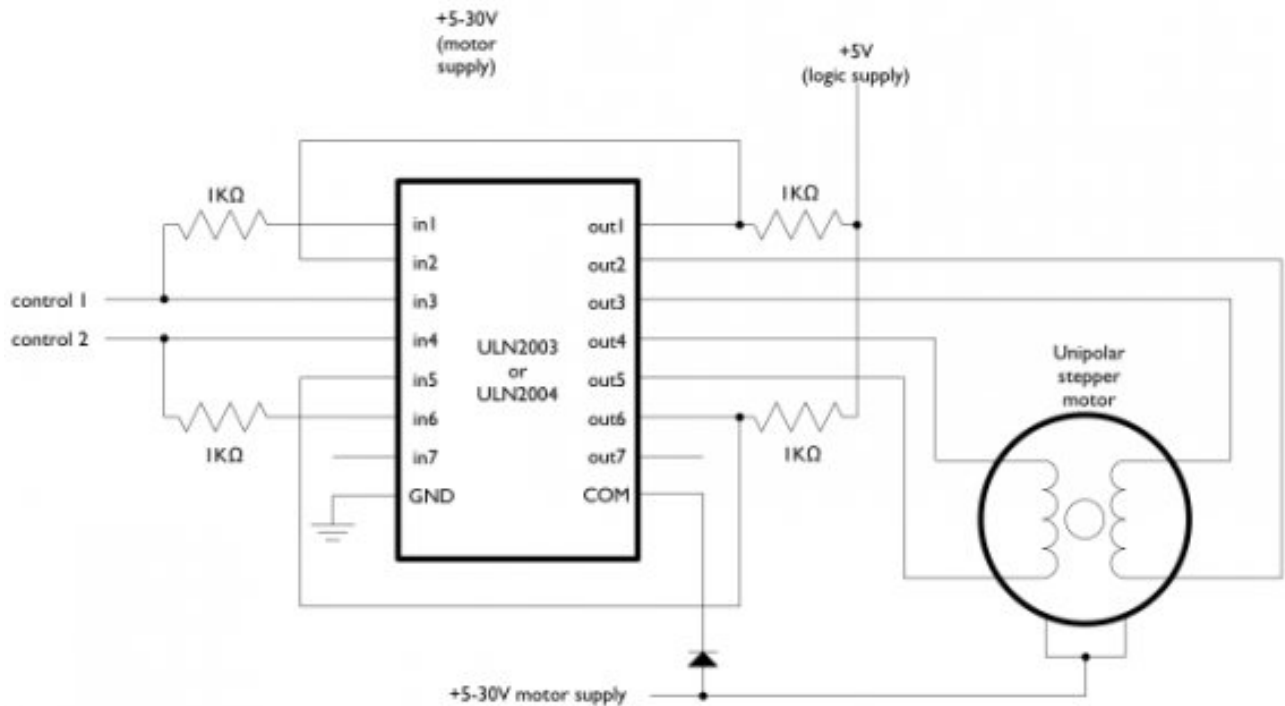 +5-30V
(motor
supply)
+5V
(logic supply)
1KΩ
1KΩ
in1
out1
in2
out2
control 1
in3
out3
control 2
in4
out4
ULN2003
or
ULN2004
Unipolar
stepper
motor
in5
out5
in6
out6
1KΩ
1KΩ
in7
out7
GND
COM
+5-30V motor supply